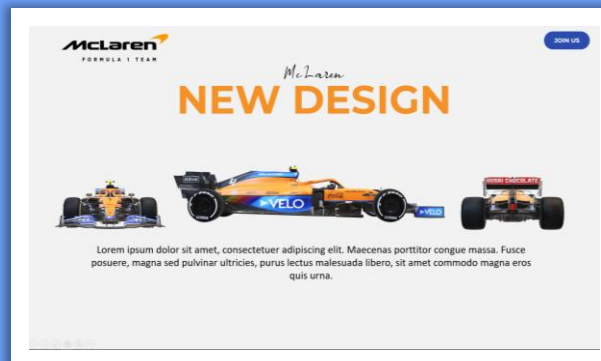 McLaren
FORMULA 1 TEAM
JOIN US
McLaren
NEW DESIGN
VELO
VELO
HUSKI CHOCOLATE
Lorem ipsum dolor sit amet, consectetuer adipiscing elit. Maecenas porttitor congue massa. Fusce
posuere, magna sed pulvinar ultricies, purus lectus malesuada libero, sit amet commodo magna eros
quis urna.